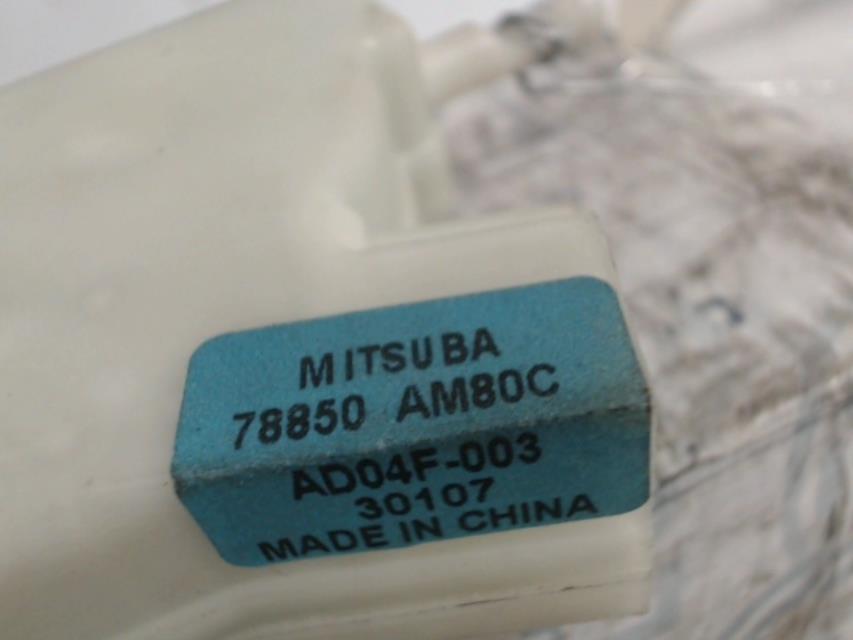 MITSUBA
78850 AM80C
AD04F-003
30107
MADE IN CHINA